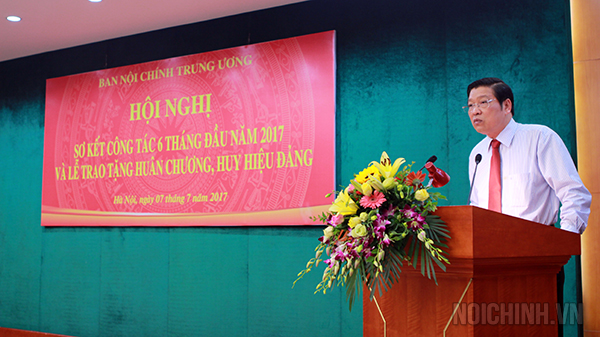 BAN NỘI CHÍNH TRUNG ƯƠNG
HỘI NGHỊ
SƠ KẾT CÔNG TÁC 6 THÁNG ĐẦU NĂM 2017
VÀ LỄ TRAO TẶNG HUÂN CHƯƠNG, HUY HIỆU ĐẢNG
Hà Nội, ngày 07 tháng 7 năm 2017
NOICHINH.VN